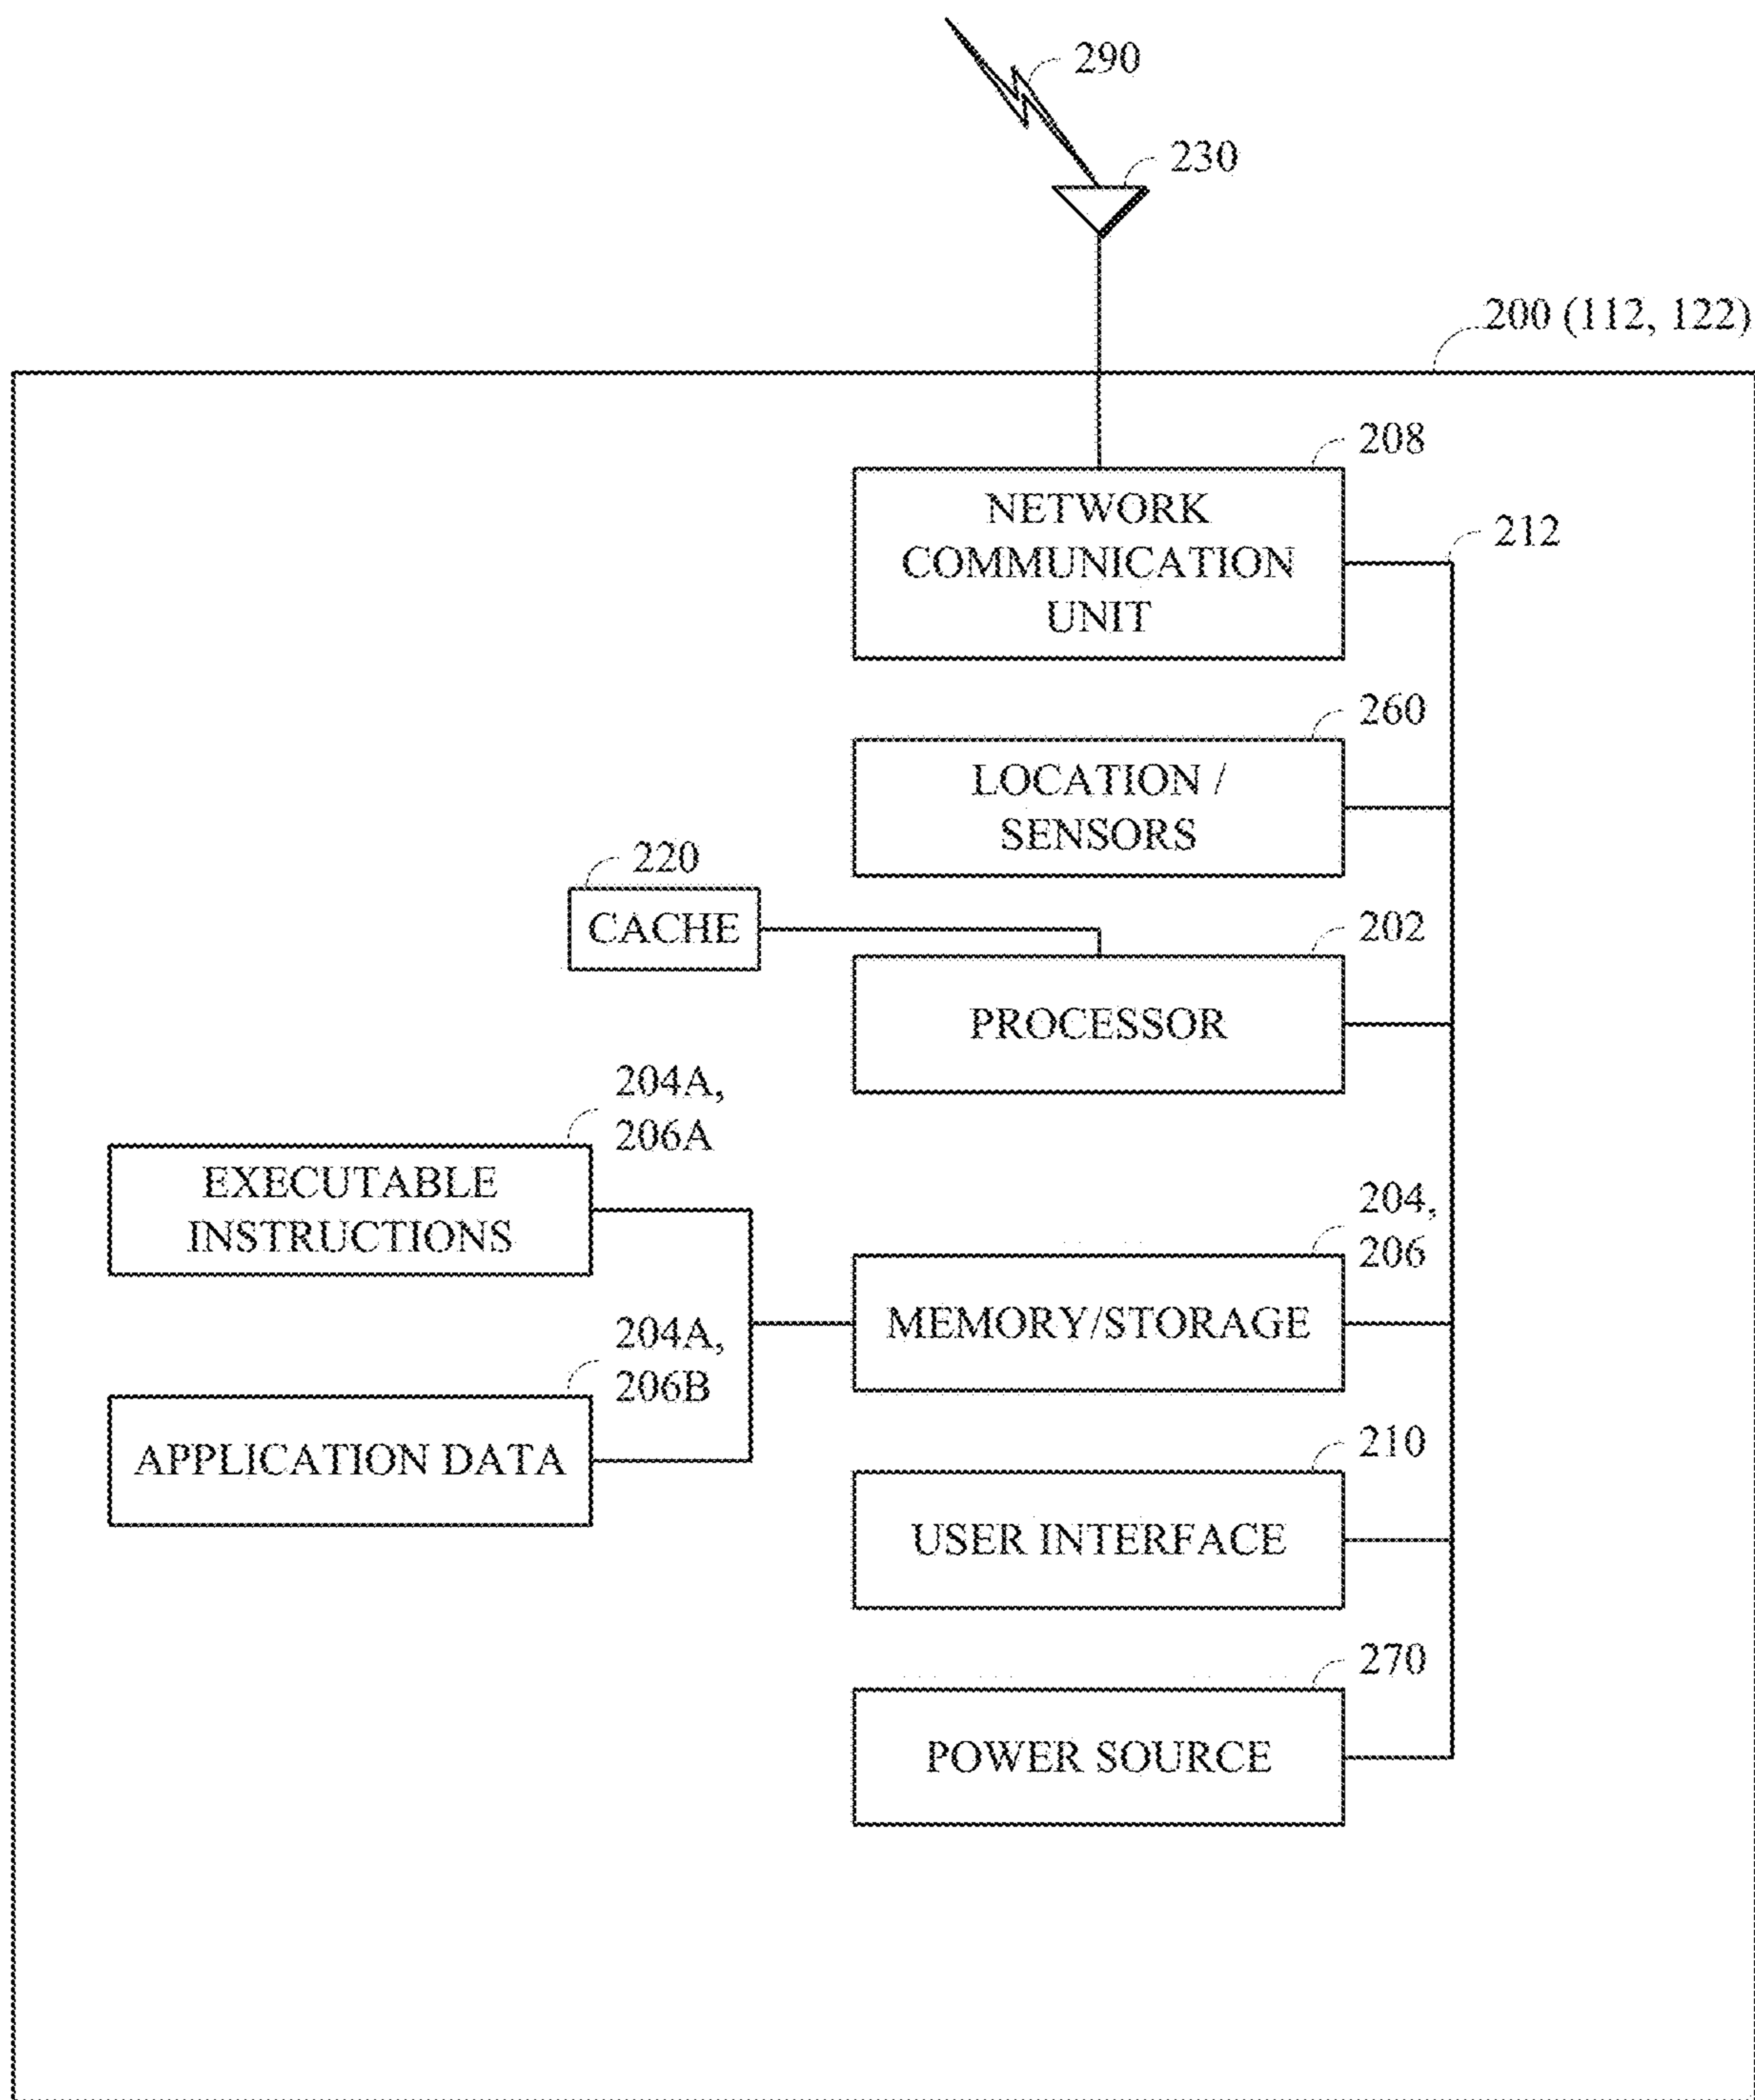 290
230
200 (112, 122)
208
NETWORK
COMMUNICATION
UNIT
212
260
LOCATION /
SENSORS
220
CACHE
202
PROCESSOR
204A,
206A
EXECUTABLE
INSTRUCTIONS
204,
206
MEMORY/STORAGE
204A,
206B
APPLICATION DATA
210
USER INTERFACE
270
POWER SOURCE